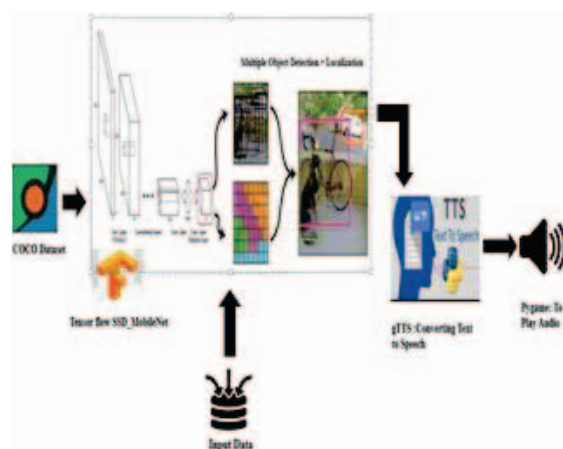 Multiple Object Detection + Localization
COCO Dataset
Tensor flow SSD_MobileNet
TTS
Text To Speech
gTTS :Converting Text
to Speech
Pygame: To
Play Audio
Input Data